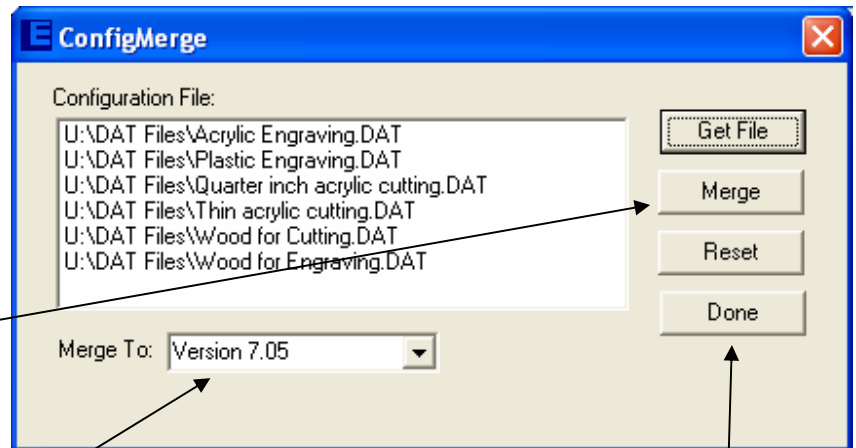 E ConfigMerge
Configuration File:
U:\DAT Files\Acrylic Engraving.DAT
U:\DAT Files\Plastic Engraving.DAT
U:\DAT Files\Quarter inch acrylic cutting.DAT
U:\DAT Files\Thin acrylic cutting.DAT
U:\DAT Files\Wood for Cutting.DAT
U:\DAT Files\Wood for Engraving.DAT
Get File
Merge
Reset
Done
Merge To: Version 7.05